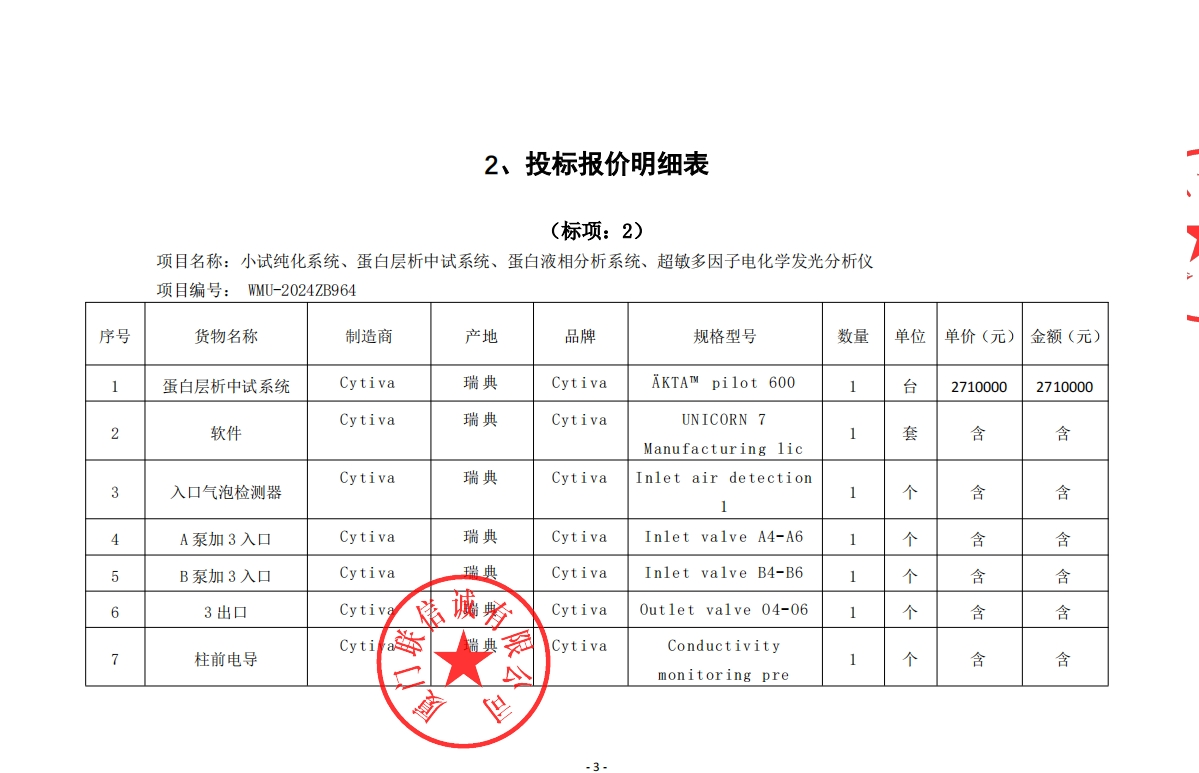 2、投标报价明细表
（标项：2）
项目名称：小试纯化系统、蛋白层析中试系统、蛋白液相分析系统、超敏多因子电化学发光分析仪
项目编号： WMU-2024ZB964
序号 货物名称 制造商 产地 品牌 规格型号 数量 单位 单价（元） 金额（元）
1 蛋白层析中试系统 Cytiva 瑞典 Cytiva ÄKTA™ pilot 600 1 台 2710000 2710000
2 软件 Cytiva 瑞典 Cytiva UNICORN 7 Manufacturing lic 1 套 含 含
3 入口气泡检测器 Cytiva 瑞典 Cytiva Inlet air detection 1 1 个 含 含
4 A泵加3入口 Cytiva 瑞典 Cytiva Inlet valve A4-A6 1 个 含 含
5 B泵加3入口 Cytiva 瑞典 Cytiva Inlet valve B4-B6 1 个 含 含
6 3出口 Cytiva 瑞典 Cytiva Outlet valve O4-O6 1 个 含 含
7 柱前电导 Cytiva 瑞典 Cytiva Conductivity monitoring pre 1 个 含 含
厦门联信诚有限公司
- 3 -